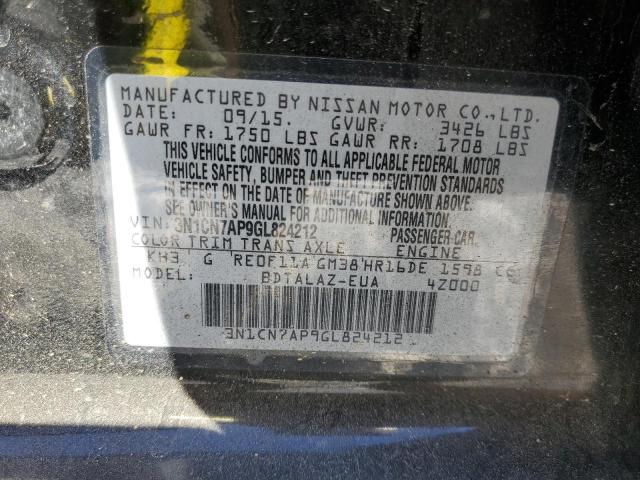 MANUFACTURED BY NISSAN MOTOR CO., LTD.
DATE: 09/15. GVWR: 3426 LBS
GAWR FR: 1750 LBS GAWR RR: 1708 LBS
THIS VEHICLE CONFORMS TO ALL APPLICABLE FEDERAL MOTOR
VEHICLE SAFETY, BUMPER AND THEFT PREVENTION STANDARDS
IN EFFECT ON THE DATE OF MANUFACTURE SHOWN ABOVE.
SEE OWNER'S MANUAL FOR ADDITIONAL INFORMATION.
VIN: 3N1CN7AP9GL824212 PASSENGER CAR
COLOR TRIM TRANS AXLE ENGINE
KH3 G RE0F11A GM38 HR16DE 1598 CC
MODEL: BDTALAZ-EUA 4Z000
3N1CN7AP9GL824212